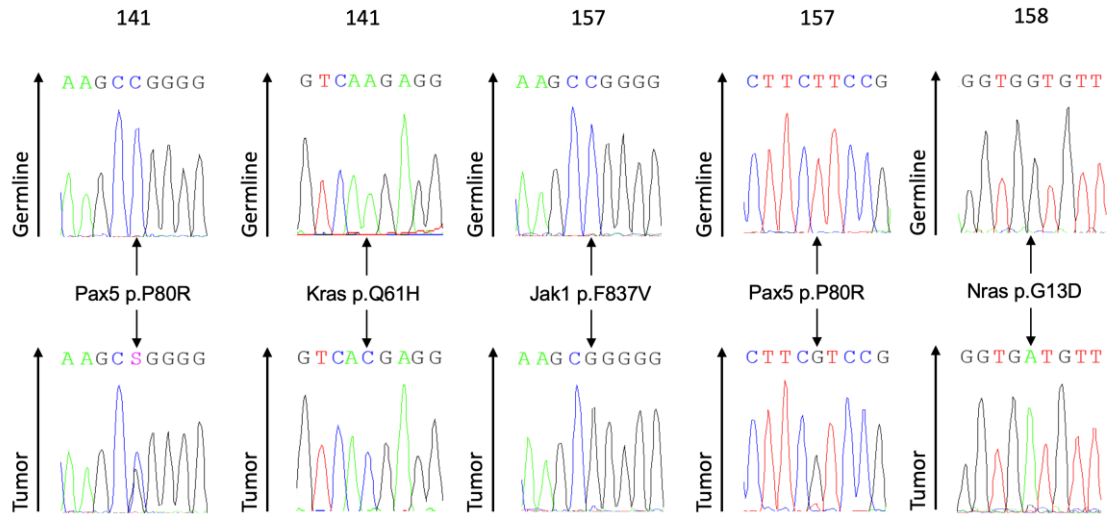 141 141 157 157 158
AAGCCGGGG GTCAAGAGG AAGCCGGGG CTTCTTCCG GGTGGTGTT
Germline Germline Germline Germline Germline
Pax5 p.P80R Kras p.Q61H Jak1 p.F837V Pax5 p.P80R Nras p.G13D
AAGCSGGGG GTCACGAGG AAGCGGGGG CTTCGTCCG GGTGATGTT
Tumor Tumor Tumor Tumor Tumor